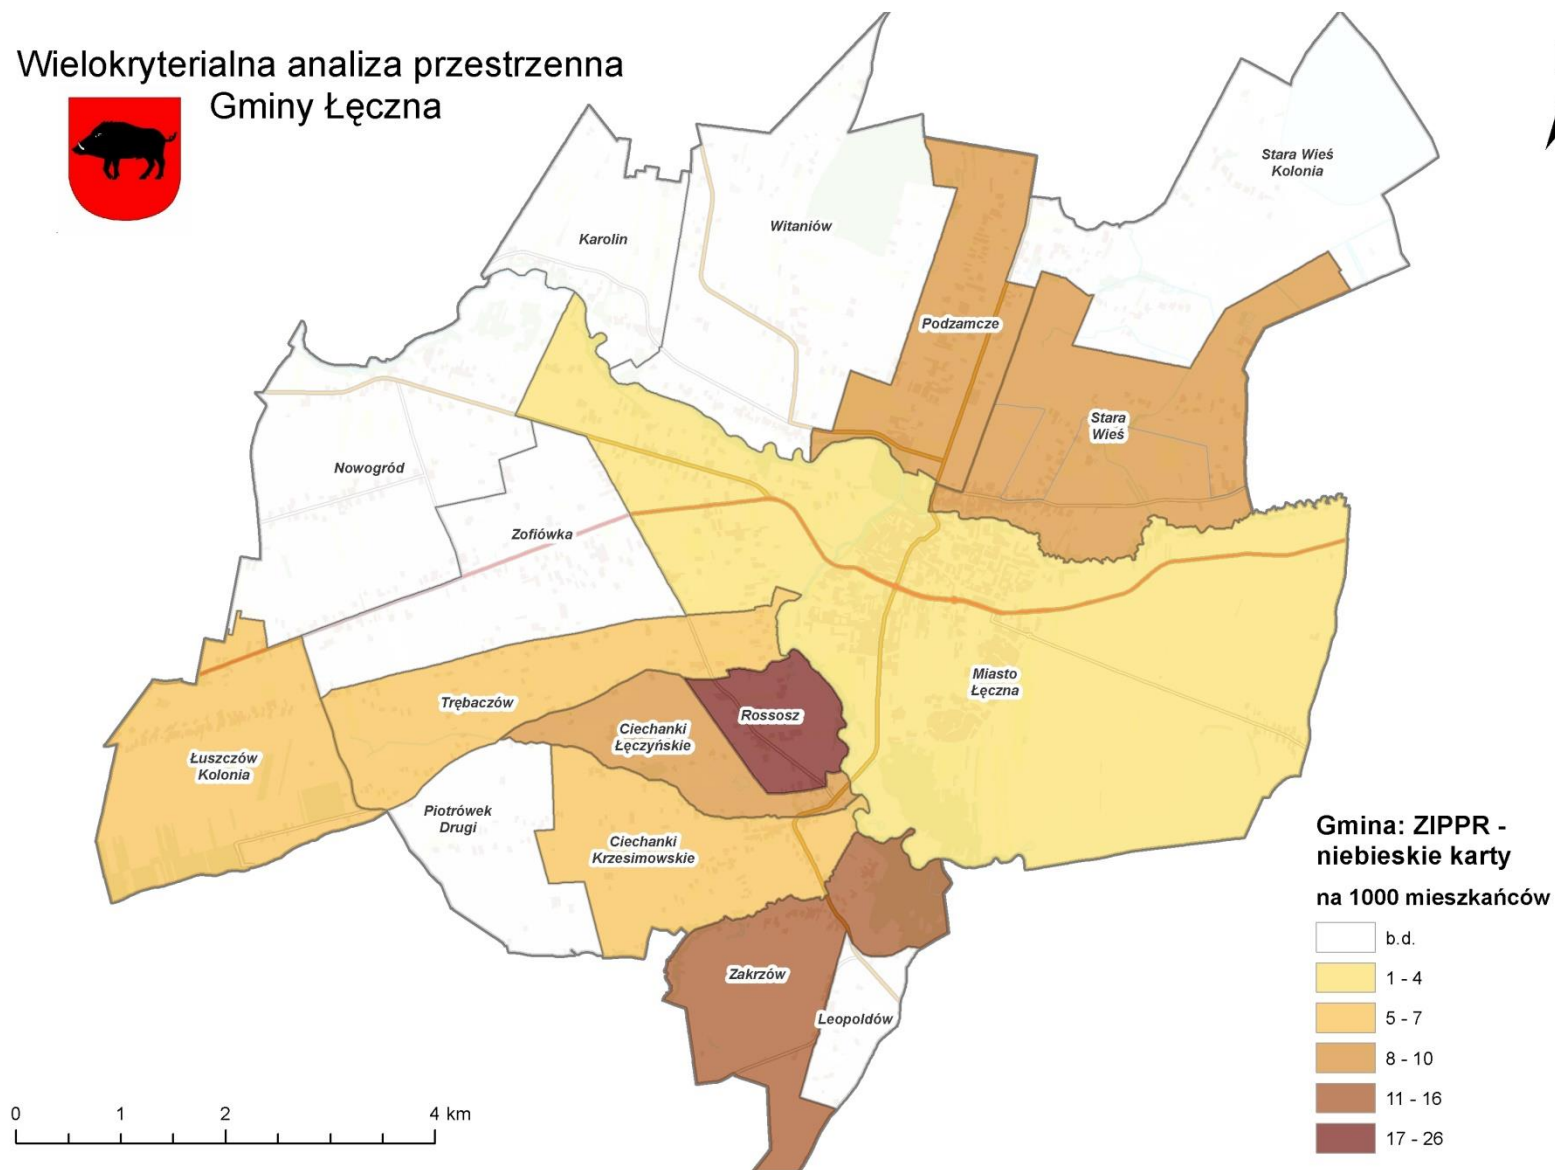 Wielokryterialna analiza przestrzenna
Gminy Łęczna
Stara Wieś
Kolonia
Witaniów
Karolin
Podzamcze
Stara
Wieś
Nowogród
Zofiówka
Miasto
Łęczna
Trębaczów
Rossosz
Ciechanki
Łęczyńskie
Łuszczów
Kolonia
Piotrówek
Drugi
Ciechanki
Krzesimowskie
Zakrzów
Leopoldów
Gmina: ZIPPR -
niebieskie karty
na 1000 mieszkańców
b.d.
1 - 4
5 - 7
8 - 10
11 - 16
17 - 26
0 1 2 4 km